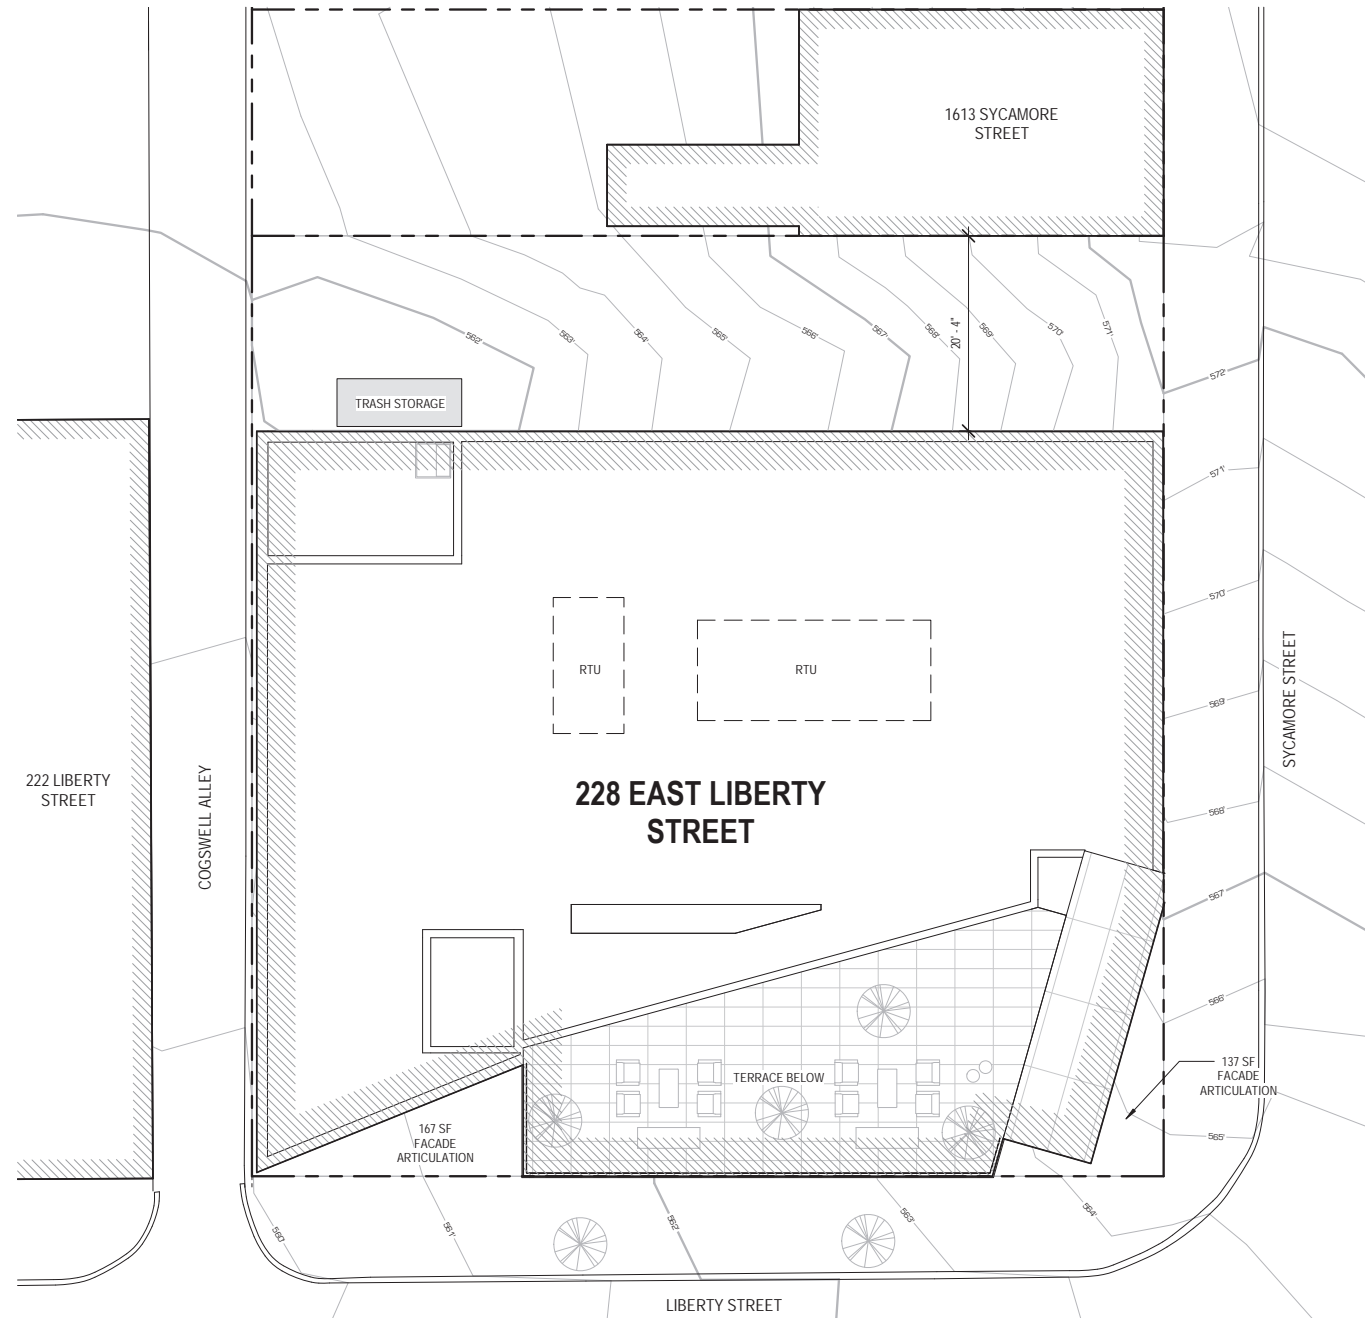 1613 SYCAMORE
STREET
562'
563'
564'
565'
566'
567'
568'
569'
570'
571'
20' - 4"
572'
TRASH STORAGE
571'
570'
SYCAMORE STREET
RTU
RTU
569'
222 LIBERTY
STREET
COGSWELL ALLEY
228 EAST LIBERTY
STREET
568'
567'
566'
TERRACE BELOW
137 SF
FACADE
ARTICULATION
167 SF
FACADE
ARTICULATION
565'
560'
561'
562'
563'
564'
LIBERTY STREET